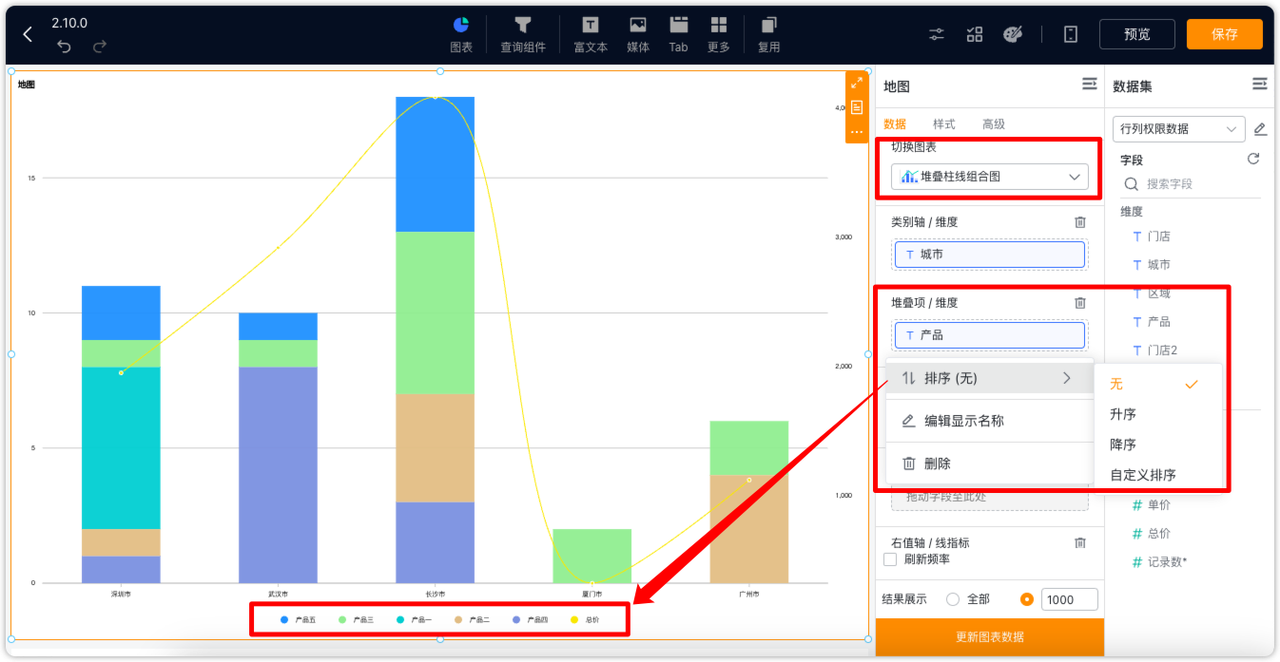 2.10.0
图表
查询组件
富文本
媒体
Tab
更多
复用
预览
保存
地图
4,0
15
3,000
10
2,000
5
1,000
0
深圳市
武汉市
长沙市
厦门市
广州市
产品五
产品三
产品一
产品二
产品四
总价
地图
数据
样式
高级
切换图表
堆叠柱线组合图
类别轴 / 维度
T 城市
堆叠项 / 维度
T 产品
排序 (无)
编辑显示名称
删除
无
升序
降序
自定义排序
拖动字段至此处
右值轴 / 线指标
刷新频率
结果展示
全部
1000
更新图表数据
数据集
行列权限数据
字段
搜索字段
维度
T 门店
T 城市
T 区域
T 产品
T 门店2
# 单价
# 总价
# 记录数*